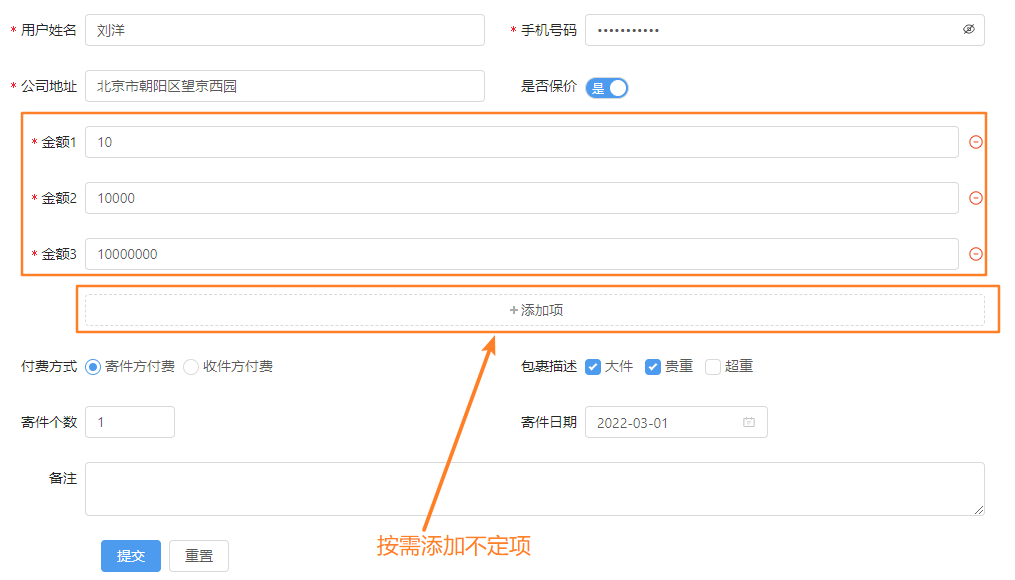 * 用户姓名 刘洋 * 手机号码 •••••••••••
* 公司地址 北京市朝阳区望京西园 是否保价 是
* 金额1 10
* 金额2 10000
* 金额3 10000000
+添加项
付费方式 寄件方付费 收件方付费 包裹描述 大件 贵重 超重
寄件个数 1 寄件日期 2022-03-01
备注
按需添加不定项
提交 重置